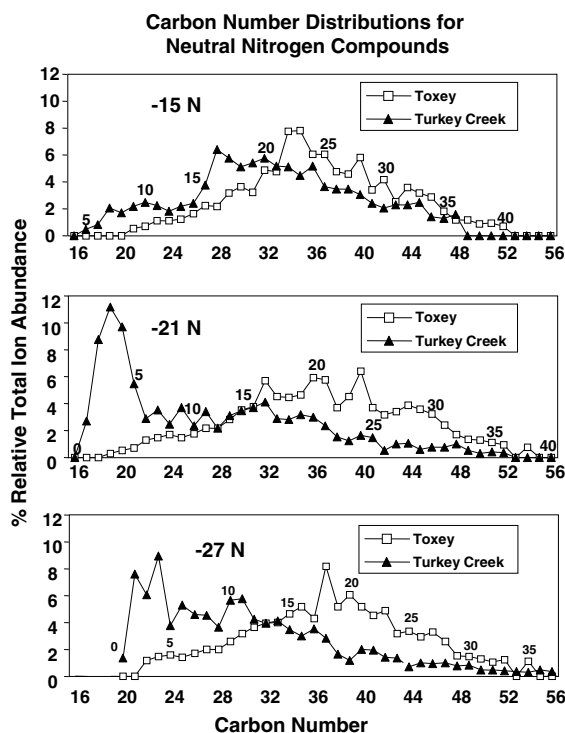 Carbon Number Distributions for
Neutral Nitrogen Compounds
% Relative Total Ion Abundance
12
10
8
6
4
2
0
-15 N
Toxey
Turkey Creek
5
10
15
20
25
30
35
40
16 20 24 28 32 36 40 44 48 52 56
12
10
8
6
4
2
0
-21 N
Toxey
Turkey Creek
0
5
10
15
20
25
30
35
40
16 20 24 28 32 36 40 44 48 52 56
12
10
8
6
4
2
0
-27 N
Toxey
Turkey Creek
0
5
10
15
20
25
30
35
16 20 24 28 32 36 40 44 48 52 56
Carbon Number